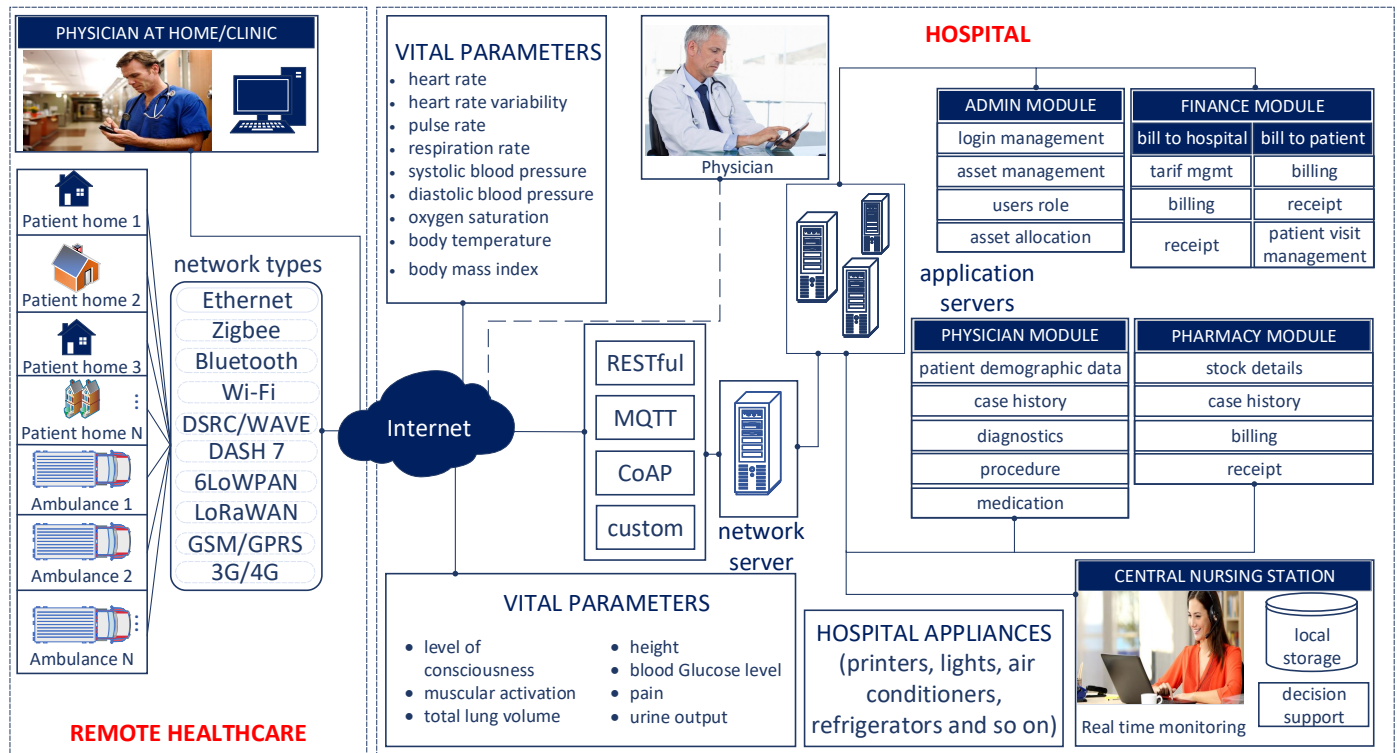 PHYSICIAN AT HOME/CLINIC
Patient home 1
Patient home 2
Patient home 3
⋮
Patient home N
Ambulance 1
Ambulance 2
⋮
Ambulance N
network types
Ethernet
Zigbee
Bluetooth
Wi-Fi
DSRC/WAVE
DASH 7
6LoWPAN
LoRaWAN
GSM/GPRS
3G/4G
REMOTE HEALTHCARE
VITAL PARAMETERS
• heart rate
• heart rate variability
• pulse rate
• respiration rate
• systolic blood pressure
• diastolic blood pressure
• oxygen saturation
• body temperature
• body mass index
Physician
HOSPITAL
Internet
RESTful
MQTT
CoAP
custom
network
server
application
servers
ADMIN MODULE
login management
asset management
users role
asset allocation
FINANCE MODULE
bill to hospital
bill to patient
tarif mgmt
billing
billing
receipt
receipt
patient visit
management
PHYSICIAN MODULE
patient demographic data
case history
diagnostics
procedure
medication
PHARMACY MODULE
stock details
case history
billing
receipt
VITAL PARAMETERS
• level of
consciousness
• muscular activation
• total lung volume
• height
• blood Glucose level
• pain
• urine output
HOSPITAL APPLIANCES
(printers, lights, air
conditioners,
refrigerators and so on)
CENTRAL NURSING STATION
Real time monitoring
local
storage
decision
support